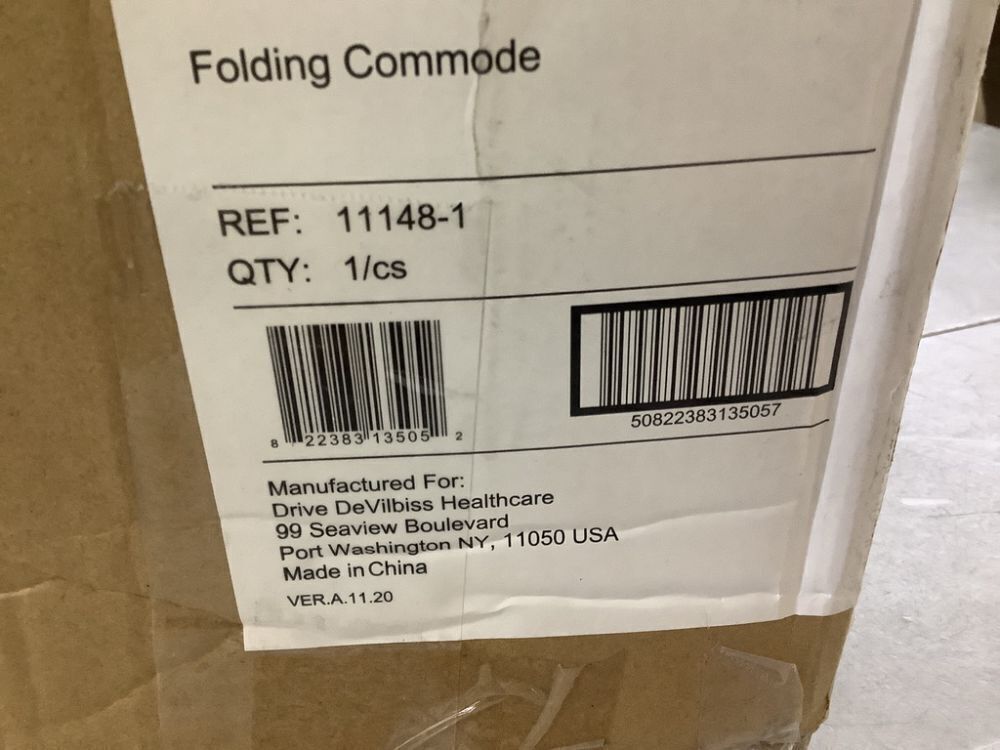 Folding Commode
REF: 11148-1
QTY: 1/cs
8 22383 13505 2
50822383135057
Manufactured For:
Drive DeVilbiss Healthcare
99 Seaview Boulevard
Port Washington NY, 11050 USA
Made in China
VER.A.11.20